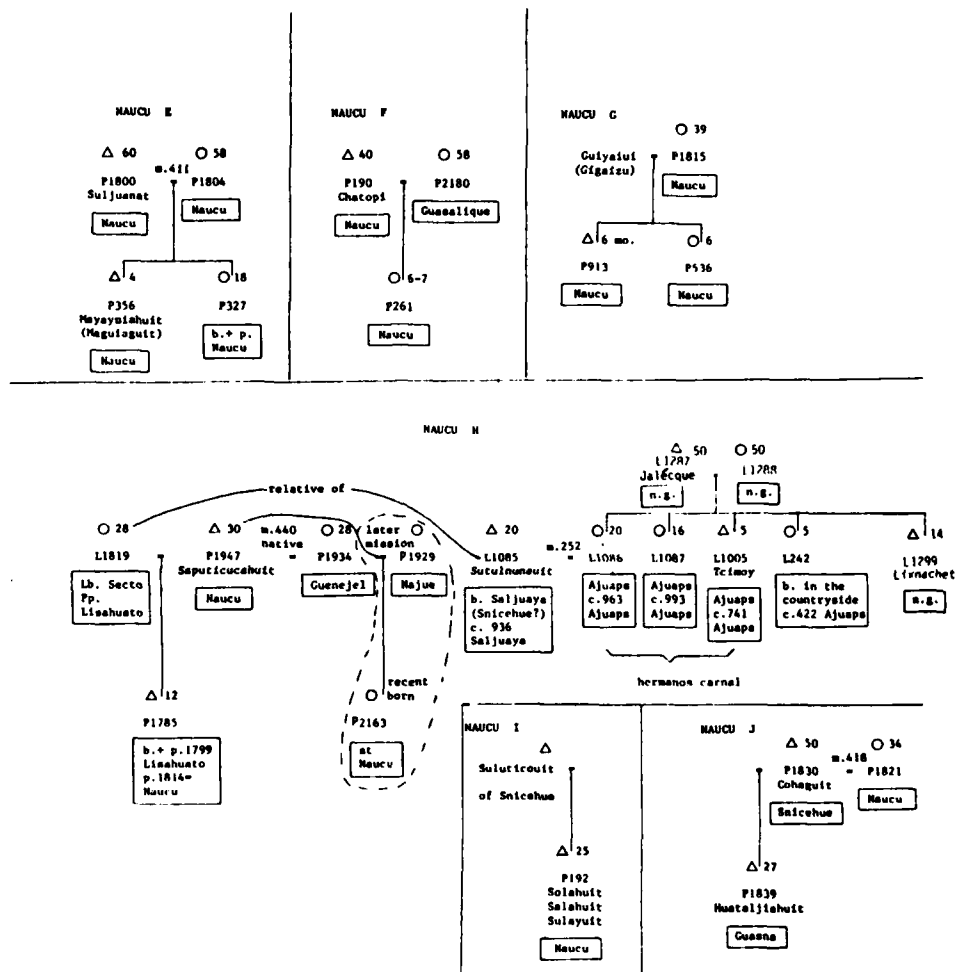 NAUCU E
60
58
m.411
P1800
P1804
Suljuanat
Naucu
Naucu
4
18
P356
P327
Mayaymiahuit
(Maguiaguit)
b.+ p.
Naucu
Naucu
NAUCU F
40
58
P190
P2180
Chatopi
Naucu
Guasalique
6-7
P261
Naucu
NAUCU G
39
Guiyaiui
(Gigaizu)
P1815
Naucu
6 mo.
6
P913
P536
Naucu
Naucu
NAUCU H
50
50
L1287
L1288
Jalecque
n.g.
n.g.
relative of
28
30
m.440
native
28
later
mission
20
m.252
20
16
5
5
14
L1819
P1947
P1934
P1929
L1085
L1086
L1087
L1005
L242
L1299
Saputicucahuit
Sutulnunauit
Tcimoy
Lixnachet
Lb. Secto
Pp.
Lisahuato
Naucu
Guenejel
Najue
b. Saljuaya
(Snicehue?)
c. 936
Saljuaya
Ajuaps
c.963
Ajuaps
Ajuaps
c.993
Ajuaps
Ajuaps
c.741
Ajuaps
b. in the
countryside
c.422 Ajuaps
n.g.
hermanos carnal
12
P1785
b.+ p.1799
Lisahuato
p.1814=
Naucu
recent
born
P2163
at
Naucu
NAUCU I
Suluticouit
of Snicehue
25
P192
Solahuit
Salahuit
Sulayuit
Naucu
NAUCU J
50
m.418
34
P1830
=
P1821
Cohaguit
Snicehue
Naucu
27
P1839
Huataljiahuit
Guasna